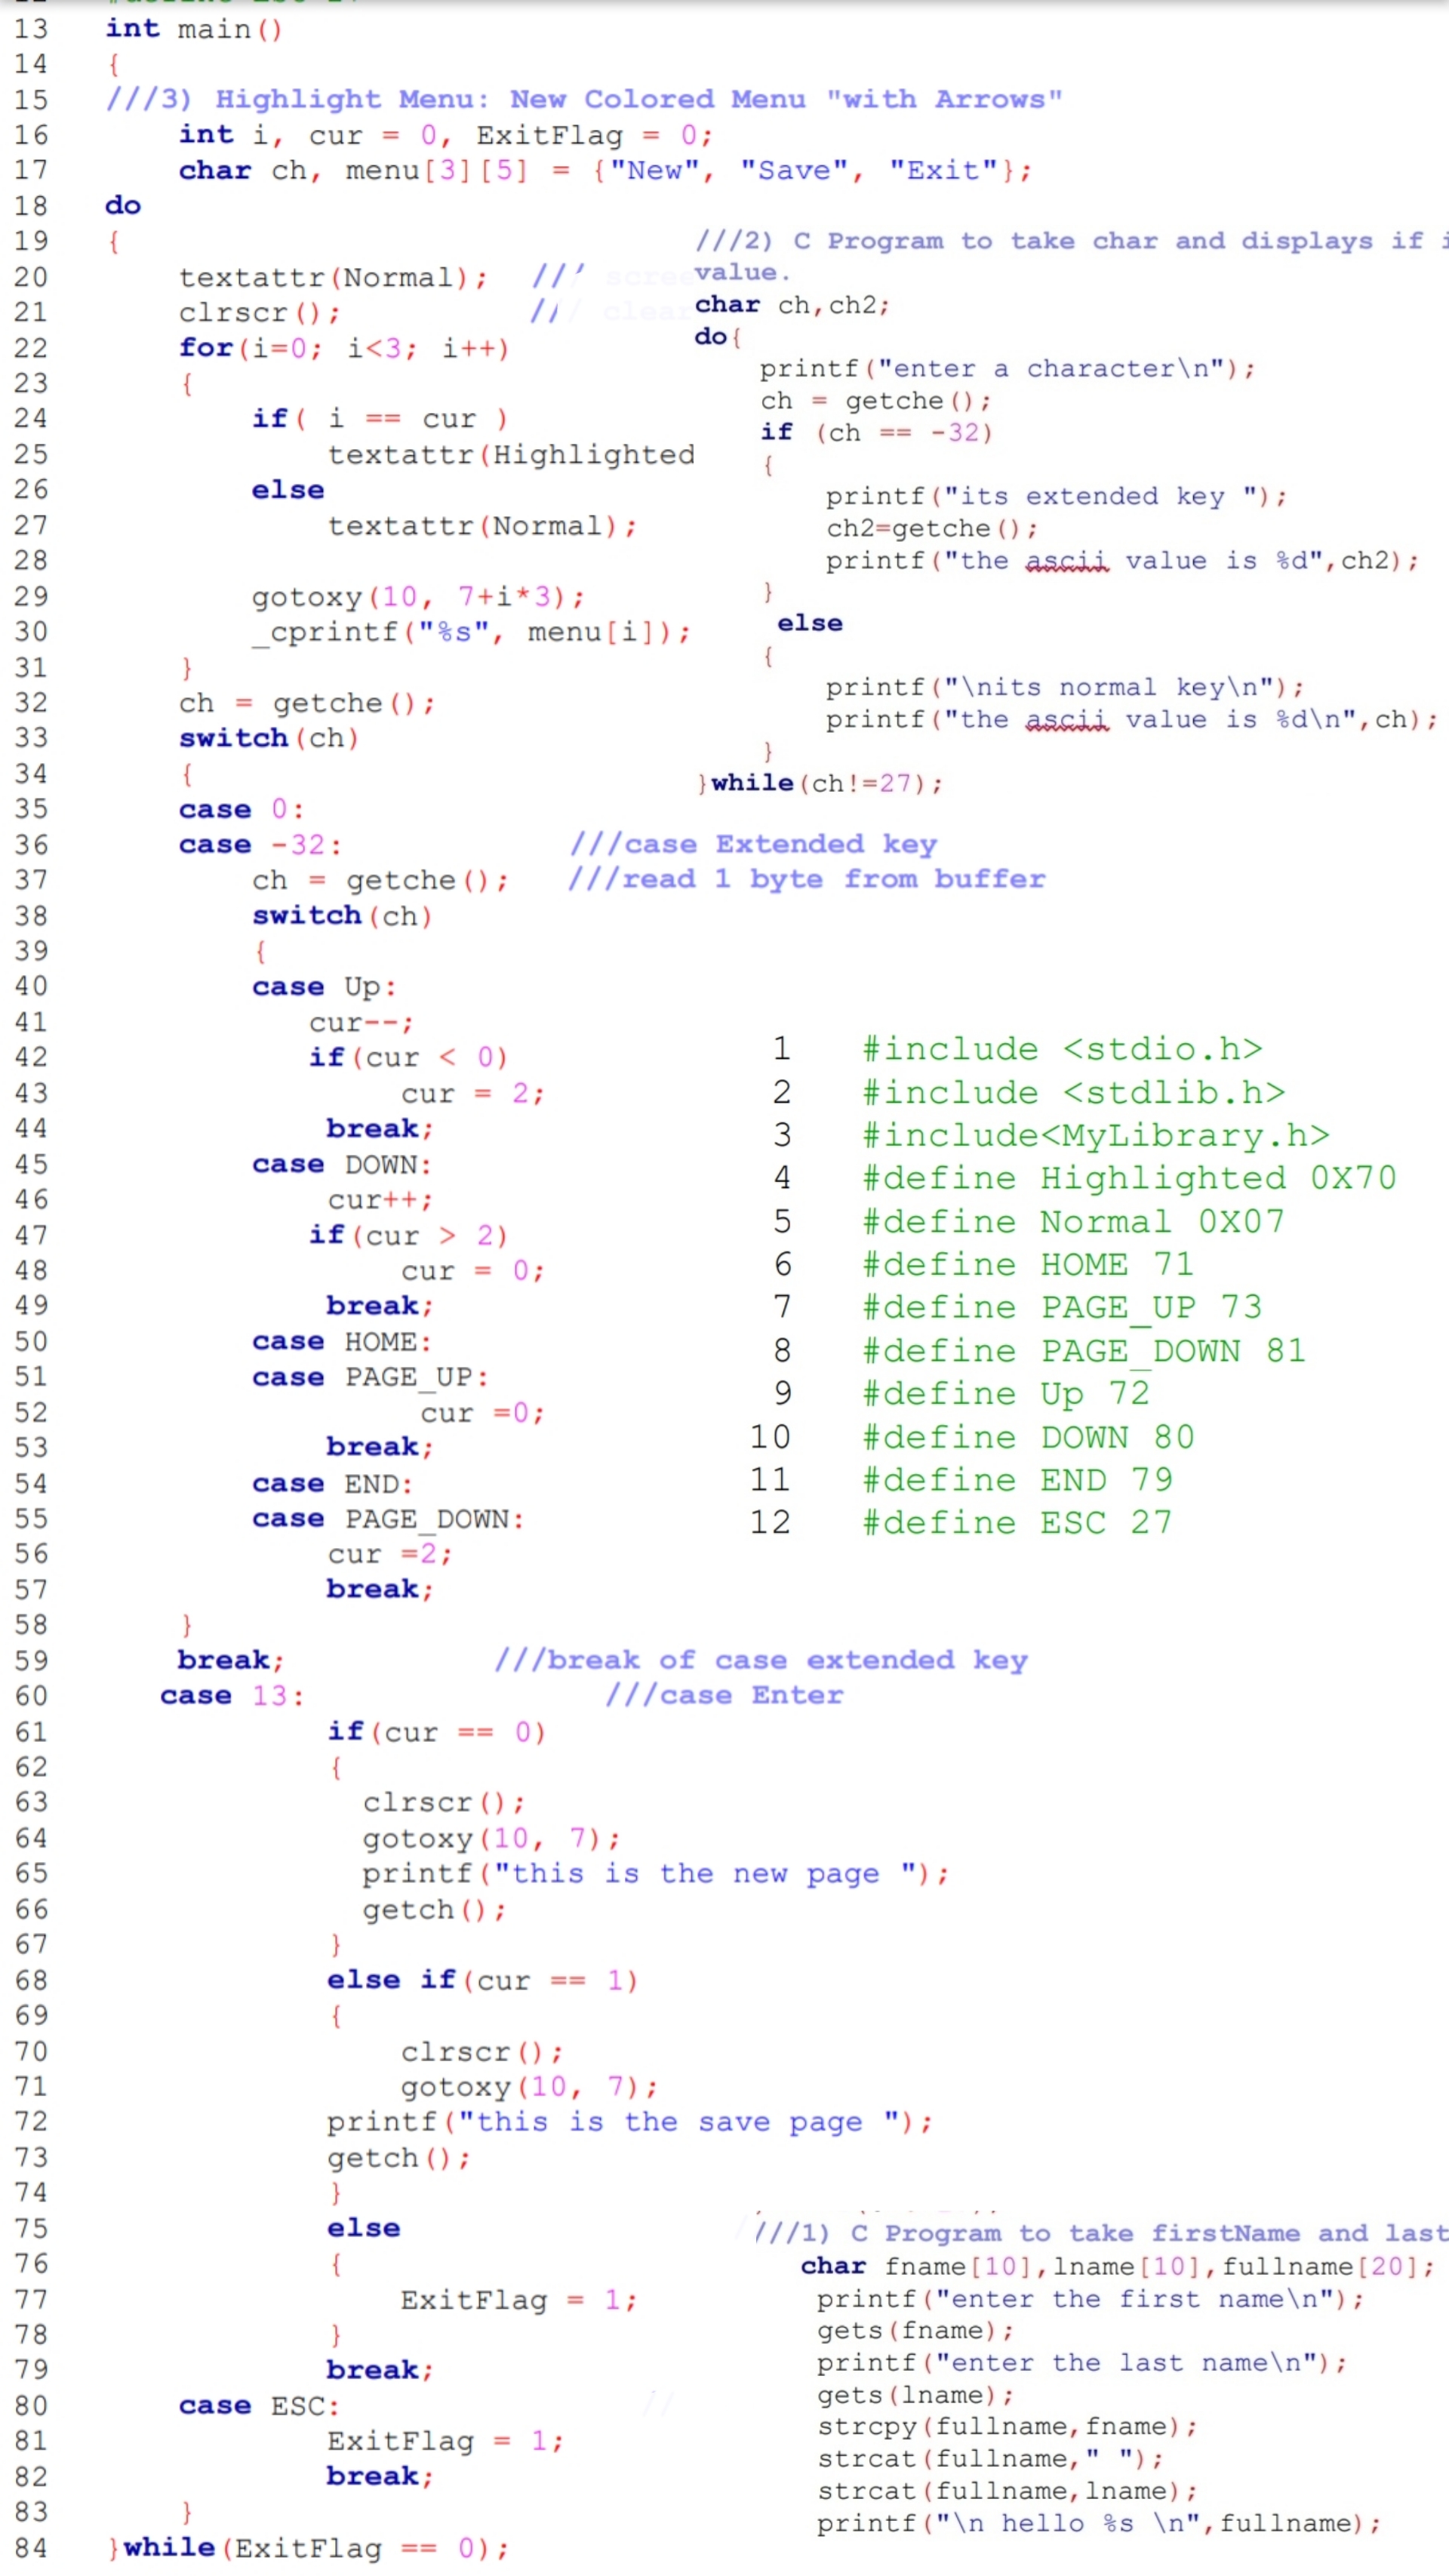 13 int main()
14 {
15 ///3) Highlight Menu: New Colored Menu "with Arrows"
16 int i, cur = 0, ExitFlag = 0;
17 char ch, menu[3][5] = {"New", "Save", "Exit"};
18 do
19 {
20 textattr(Normal); //
21 clrscr(); //
22 for(i=0; i<3; i++)
23 {
24 if( i == cur )
25 textattr(Highlighted
26 else
27 textattr(Normal);
28
29 gotoxy(10, 7+i*3);
30 _cprintf("%s", menu[i]);
31 }
32 ch = getche();
33 switch(ch)
34 {
35 case 0:
36 case -32: ///case Extended key
37 ch = getche(); ///read 1 byte from buffer
38 switch(ch)
39 {
40 case Up:
41 cur--;
42 if(cur < 0)
43 cur = 2;
44 break;
45 case DOWN:
46 cur++;
47 if(cur > 2)
48 cur = 0;
49 break;
50 case HOME:
51 case PAGE_UP:
52 cur =0;
53 break;
54 case END:
55 case PAGE_DOWN:
56 cur =2;
57 break;
58 }
59 break; ///break of case extended key
60 case 13: ///case Enter
61 if(cur == 0)
62 {
63 clrscr();
64 gotoxy(10, 7);
65 printf("this is the new page ");
66 getch();
67 }
68 else if(cur == 1)
69 {
70 clrscr();
71 gotoxy(10, 7);
72 printf("this is the save page ");
73 getch();
74 }
75 else
76 {
77 ExitFlag = 1;
78 }
79 break;
80 case ESC:
81 ExitFlag = 1;
82 break;
83 }
84 }while(ExitFlag == 0);
///2) C Program to take char and displays if
value.
char ch,ch2;
do{
printf("enter a character\n");
ch = getche();
if (ch == -32)
{
printf("its extended key ");
ch2=getche();
printf("the ascii value is %d",ch2);
}
else
{
printf("\nits normal key\n");
printf("the ascii value is %d\n",ch);
}
}while(ch!=27);
1 #include <stdio.h>
2 #include <stdlib.h>
3 #include<MyLibrary.h>
4 #define Highlighted 0X70
5 #define Normal 0X07
6 #define HOME 71
7 #define PAGE_UP 73
8 #define PAGE_DOWN 81
9 #define Up 72
10 #define DOWN 80
11 #define END 79
12 #define ESC 27
///1) C Program to take firstName and last
char fname[10],lname[10],fullname[20];
printf("enter the first name\n");
gets(fname);
printf("enter the last name\n");
gets(lname);
strcpy(fullname,fname);
strcat(fullname," ");
strcat(fullname,lname);
printf("\n hello %s \n",fullname);